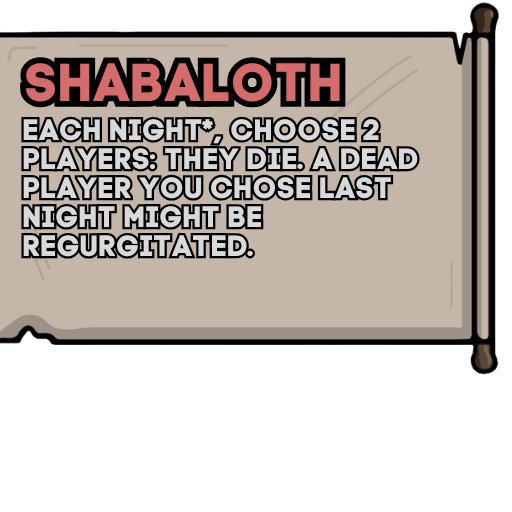 SHABALOTH
EACH NIGHT*, CHOOSE 2
PLAYERS: THEY DIE. A DEAD
PLAYER YOU CHOSE LAST
NIGHT MIGHT BE
REGURGITATED.